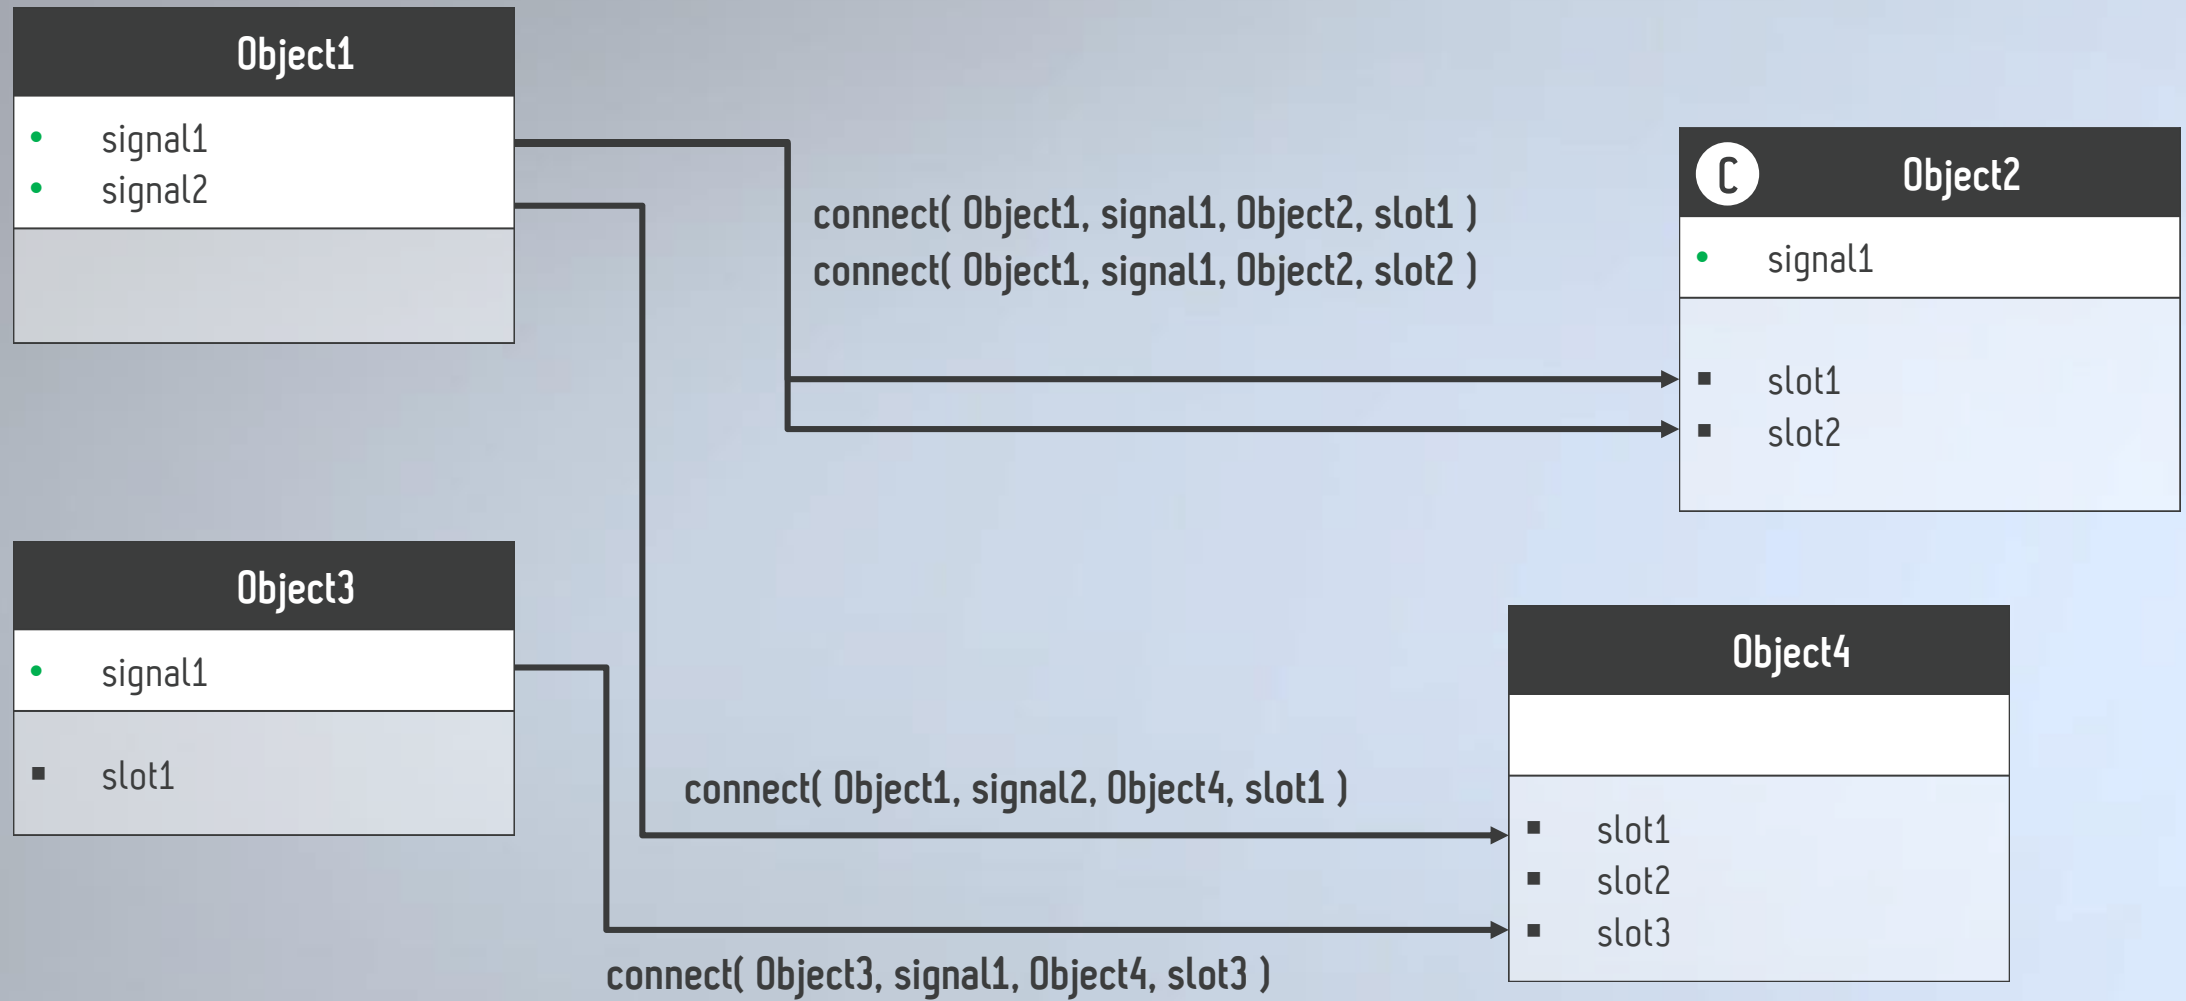 Object1
• signal1
• signal2
connect( Object1, signal1, Object2, slot1 )
connect( Object1, signal1, Object2, slot2 )
C Object2
• signal1
▪ slot1
▪ slot2
Object3
• signal1
▪ slot1
connect( Object1, signal2, Object4, slot1 )
connect( Object3, signal1, Object4, slot3 )
Object4
▪ slot1
▪ slot2
▪ slot3